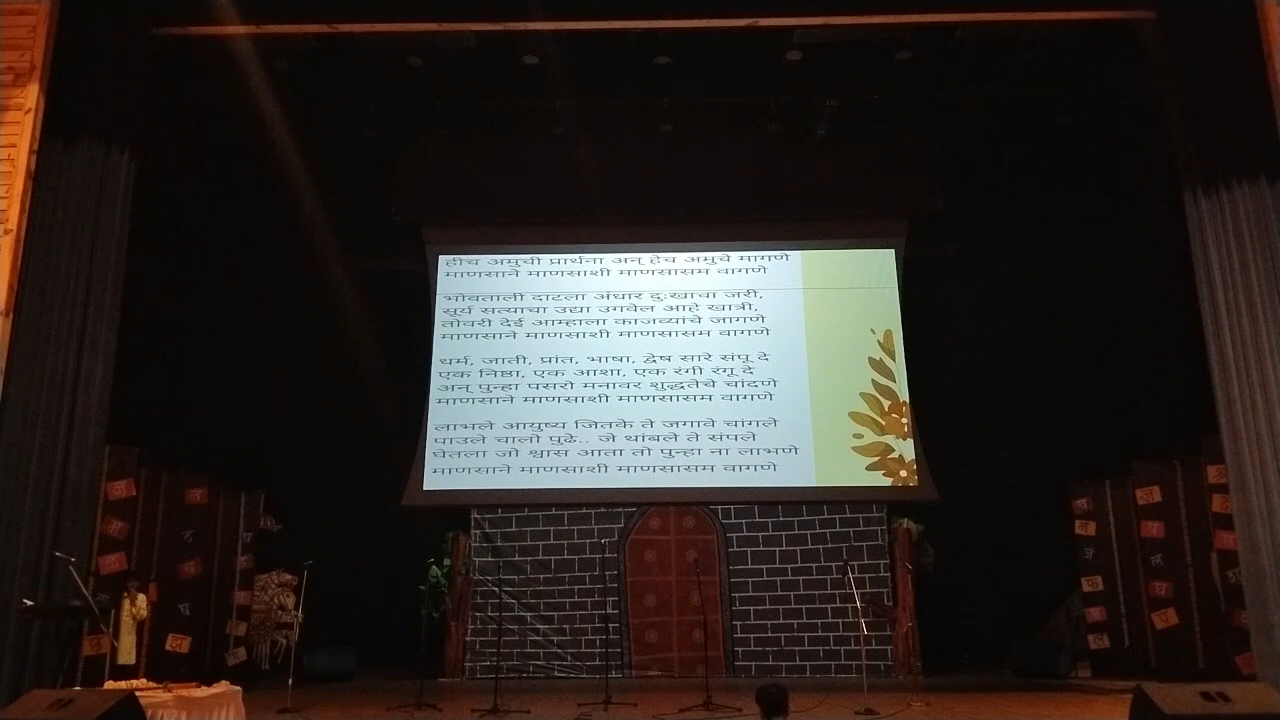 हीच अमुची प्रार्थना अन् हेच अमुचे मागणे
माणसाने माणसाशी माणसासम वागणे
भोवताली दाटला अंधार दुःखाचा जरी,
सूर्य सत्याचा उद्या उगवेल आहे खात्री,
तोवरी देई आम्हाला काजव्यांचे जागणे
माणसाने माणसाशी माणसासम वागणे
धर्म, जाती, प्रांत, भाषा, द्वेष सारे संपू दे
एक निष्ठा, एक आशा, एक रंगी रंगू दे
अन् पुन्हा पसरो मनावर शुद्धतेचे चांदणे
माणसाने माणसाशी माणसासम वागणे
लाभले आयुष्य जितके ते जगावे चांगले
पाउले चालो पुढे.. जे थांबले ते संपले
घेतला जो श्वास आता तो पुन्हा ना लाभणे
माणसाने माणसाशी माणसासम वागणे